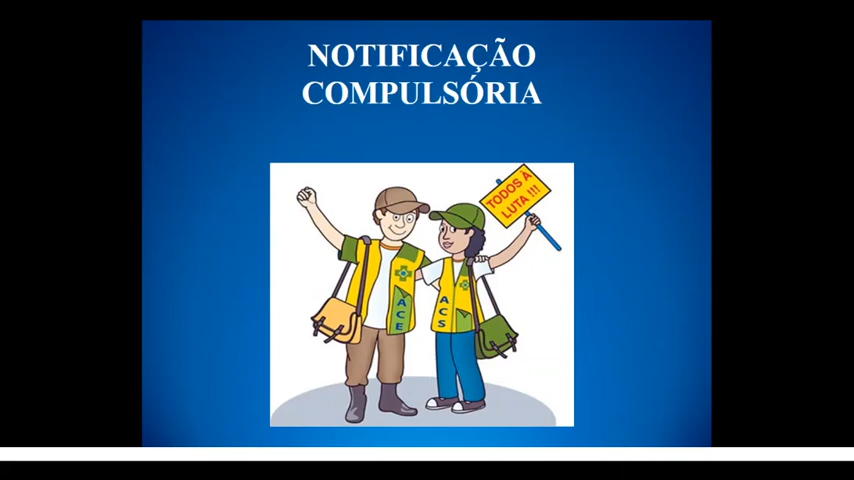 NOTIFICAÇÃO
COMPULSÓRIA
TODOS À
LUTA !!!
ACE
ACS